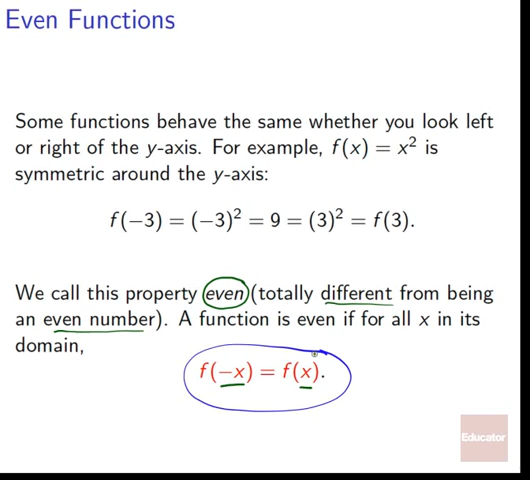 Even Functions
Some functions behave the same whether you look left
or right of the y-axis. For example, f(x) = x² is
symmetric around the y-axis:
f(−3) = (−3)² = 9 = (3)² = f(3).
We call this property even (totally different from being
an even number). A function is even if for all x in its
domain,
f(−x) = f(x).
Educator